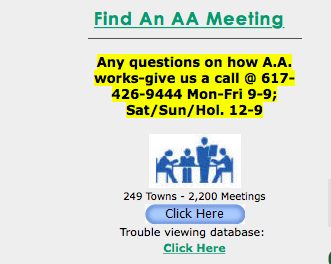 Find An AA Meeting
Any questions on how A.A.
works-give us a call @ 617-
426-9444 Mon-Fri 9-9;
Sat/Sun/Hol. 12-9
249 Towns - 2,200 Meetings
Click Here
Trouble viewing database:
Click Here